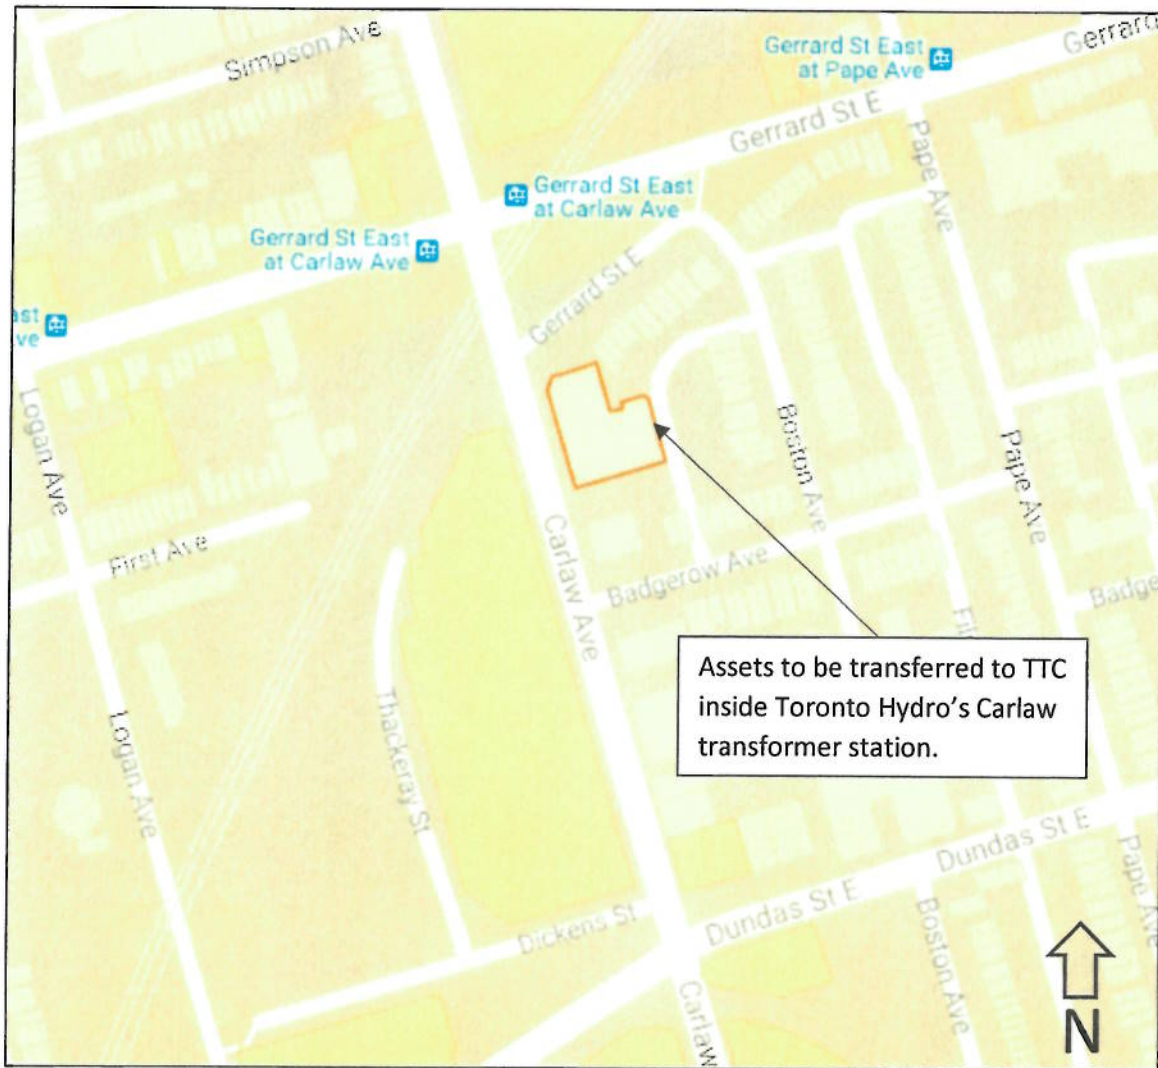 Simpson Ave
Gerrard St East
at Pape Ave
Gerrard
Gerrard St E
Pape Ave
Gerrard St East
at Carlaw Ave
Gerrard St East
at Carlaw Ave
Gerrard St E
Logan Ave
Boston Ave
Pape Ave
First Ave
Carlaw Ave
Badgerow Ave
Badge
Assets to be transferred to TTC
inside Toronto Hydro's Carlaw
transformer station.
Thackeray St
Logan Ave
Dundas St E
Dundas St E
Dickens St
Pape Ave
Boston Ave
Carlaw
N